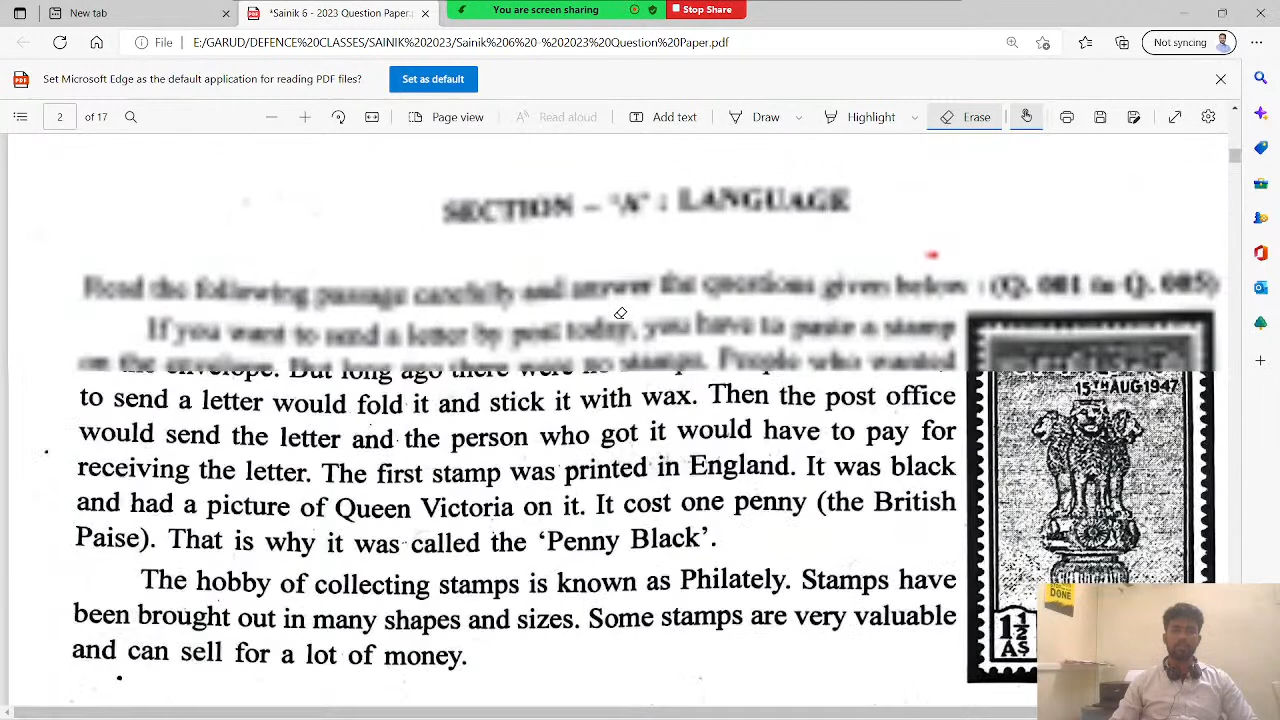 New tab
*Sainik 6 - 2023 Question Paper.
You are screen sharing
Stop Share
File
E:/GARUD/DEFENCE%20CLASSES/SAINIK%202023/Sainik%206%20-%202023%20Question%20Paper.pdf
Not syncing
Set Microsoft Edge as the default application for reading PDF files?
Set as default
2 of 17
Page view
Read aloud
Add text
Draw
Highlight
Erase
SECTION – 'A' : LANGUAGE
Read the following passage carefully and answer the questions given below : (Q. 001 to Q. 005)
If you want to send a letter by post today, you have to paste a stamp
on the envelope. But long ago there were no stamps. People who wanted
to send a letter would fold it and stick it with wax. Then the post office
would send the letter and the person who got it would have to pay for
receiving the letter. The first stamp was printed in England. It was black
and had a picture of Queen Victoria on it. It cost one penny (the British
Paise). That is why it was called the 'Penny Black'.
The hobby of collecting stamps is known as Philately. Stamps have
been brought out in many shapes and sizes. Some stamps are very valuable
and can sell for a lot of money.
15TH AUG 1947
1½
AS
DONE